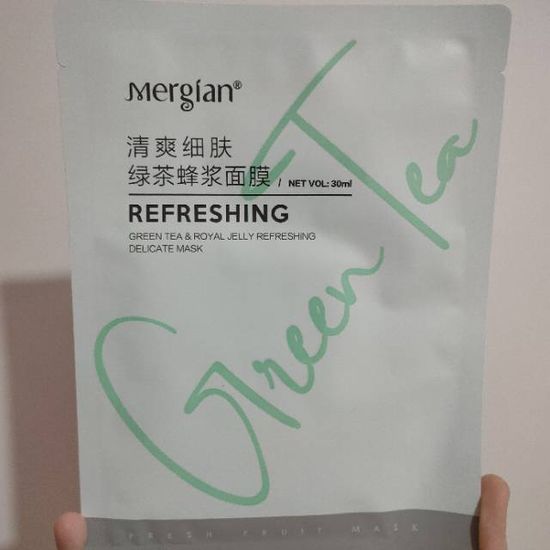 Mergian®
清爽细肤
绿茶蜂浆面膜 / NET VOL: 30ml
REFRESHING
GREEN TEA & ROYAL JELLY REFRESHING
DELICATE MASK
Green Tea
FRESH FRUIT MASK